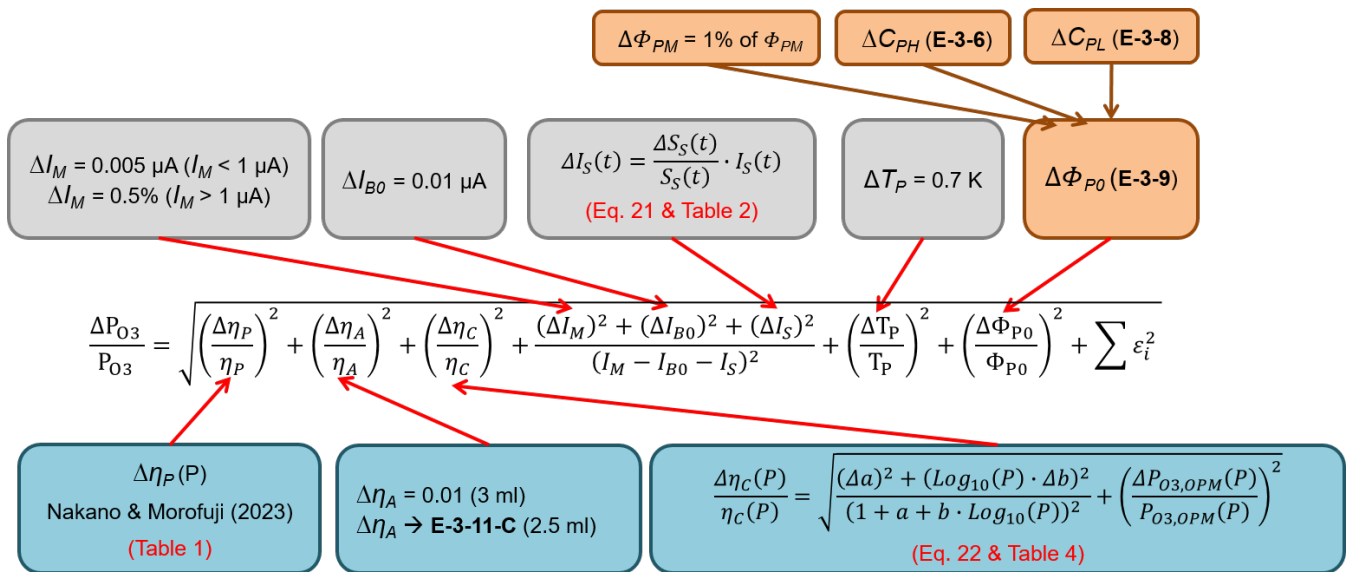 ΔΦ_PM = 1% of Φ_PM
ΔC_PH (E-3-6)
ΔC_PL (E-3-8)
ΔI_M = 0.005 µA (I_M < 1 µA)
ΔI_M = 0.5% (I_M > 1 µA)
ΔI_B0 = 0.01 µA
ΔI_S(t) = ΔS_S(t)/S_S(t) · I_S(t)
(Eq. 21 & Table 2)
ΔT_P = 0.7 K
ΔΦ_P0 (E-3-9)
ΔP_O3/P_O3 = √((Δη_P/η_P)² + (Δη_A/η_A)² + (Δη_C/η_C)² + ((ΔI_M)² + (ΔI_B0)² + (ΔI_S)²)/(I_M − I_B0 − I_S)² + (ΔT_P/T_P)² + (ΔΦ_P0/Φ_P0)² + ∑ ε_i²)
Δη_P (P)
Nakano & Morofuji (2023)
(Table 1)
Δη_A = 0.01 (3 ml)
Δη_A → E-3-11-C (2.5 ml)
Δη_C(P)/η_C(P) = √(((Δa)² + (Log₁₀(P) · Δb)²)/(1 + a + b · Log₁₀(P))² + (ΔP_O3,OPM(P)/P_O3,OPM(P))²)
(Eq. 22 & Table 4)